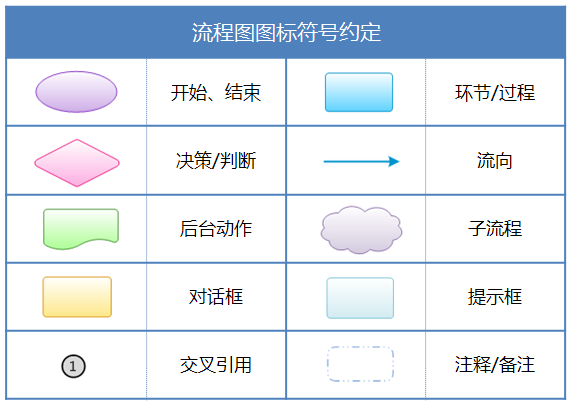 流程图图标符号约定
开始、结束
环节/过程
决策/判断
流向
后台动作
子流程
对话框
提示框
1
交叉引用
注释/备注